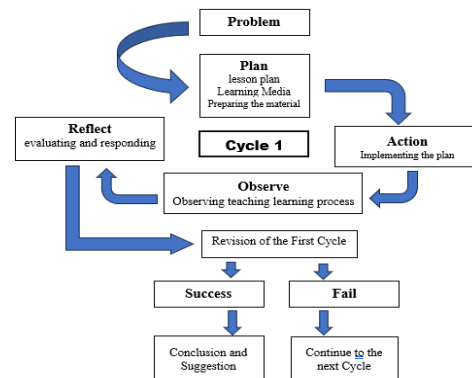 Problem
Plan
lesson plan
Learning Media
Preparing the material
Reflect
evaluating and responding
Cycle 1
Action
Implementing the plan
Observe
Observing teaching learning process
Revision of the First Cycle
Success
Fail
Conclusion and
Suggestion
Continue to the
next Cycle